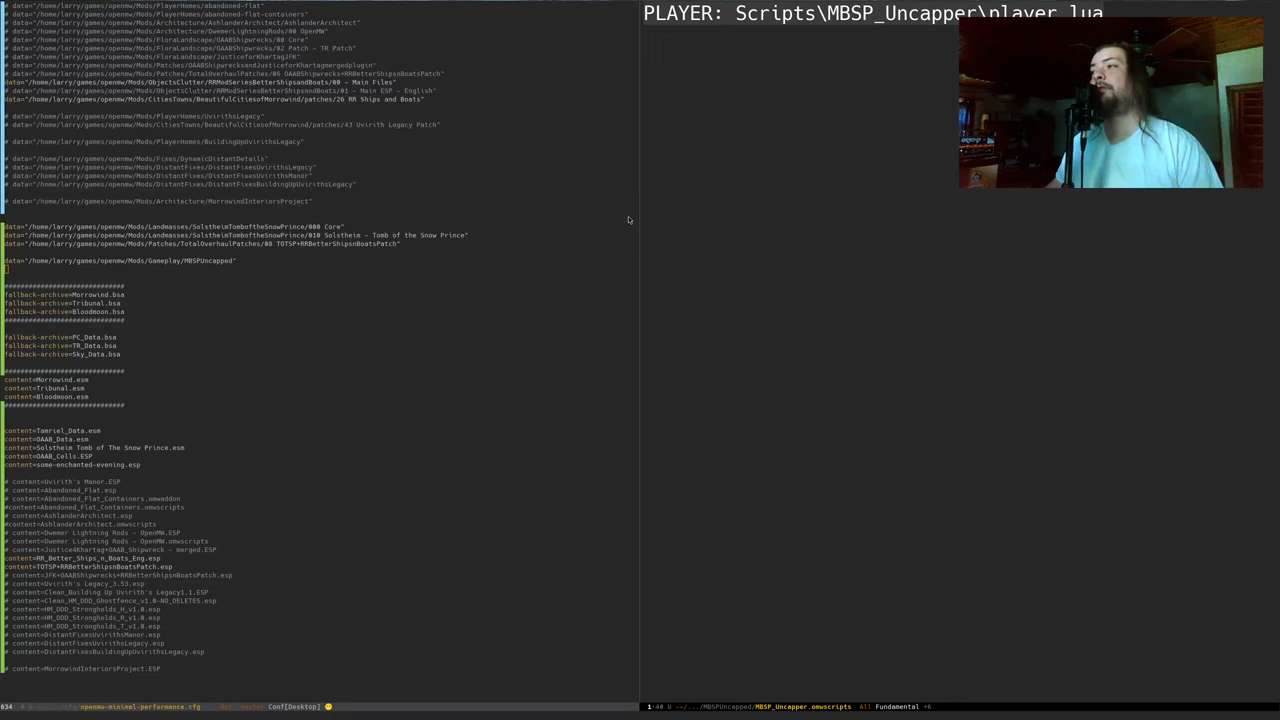 # data="/home/larry/games/openmw/Mods/PlayerHomes/abandoned-flat"
# data="/home/larry/games/openmw/Mods/PlayerHomes/abandoned-flat-containers"
# data="/home/larry/games/openmw/Mods/Architecture/AshlanderArchitect/AshlanderArchitect"
# data="/home/larry/games/openmw/Mods/Architecture/DwemerLightningRods/00 OpenMW"
# data="/home/larry/games/openmw/Mods/FloraLandscape/OAABShipwrecks/00 Core"
# data="/home/larry/games/openmw/Mods/FloraLandscape/OAABShipwrecks/02 Patch - TR Patch"
# data="/home/larry/games/openmw/Mods/FloraLandscape/JusticeforKhartagJFK"
# data="/home/larry/games/openmw/Mods/Patches/OAABShipwrecksandJusticeforKhartagmergedplugin"
# data="/home/larry/games/openmw/Mods/Patches/TotalOverhaulPatches/06 OAABShipwrecks+RRBetterShipsnBoatsPatch"
data="/home/larry/games/openmw/Mods/ObjectsClutter/RRModSeriesBetterShipsandBoats/00 - Main Files"
# data="/home/larry/games/openmw/Mods/ObjectsClutter/RRModSeriesBetterShipsandBoats/01 - Main ESP - English"
data="/home/larry/games/openmw/Mods/CitiesTowns/BeautifulCitiesofMorrowind/patches/26 RR Ships and Boats"
# data="/home/larry/games/openmw/Mods/PlayerHomes/UvirithsLegacy"
# data="/home/larry/games/openmw/Mods/CitiesTowns/BeautifulCitiesofMorrowind/patches/43 Uvirith Legacy Patch"
# data="/home/larry/games/openmw/Mods/PlayerHomes/BuildingUpUvirithsLegacy"
# data="/home/larry/games/openmw/Mods/Fixes/DynamicDistantDetails"
# data="/home/larry/games/openmw/Mods/DistantFixes/DistantFixesUvirithsLegacy"
# data="/home/larry/games/openmw/Mods/DistantFixes/DistantFixesUvirithsManor"
# data="/home/larry/games/openmw/Mods/DistantFixes/DistantFixesBuildingUpUvirithsLegacy"
# data="/home/larry/games/openmw/Mods/Architecture/MorrowindInteriorsProject"
data="/home/larry/games/openmw/Mods/Landmasses/SolstheimTomboftheSnowPrince/000 Core"
data="/home/larry/games/openmw/Mods/Landmasses/SolstheimTomboftheSnowPrince/010 Solstheim - Tomb of the Snow Prince"
data="/home/larry/games/openmw/Mods/Patches/TotalOverhaulPatches/08 TOTSP+RRBetterShipsnBoatsPatch"
data="/home/larry/games/openmw/Mods/Gameplay/MBSPUncapped"
##############################
fallback-archive=Morrowind.bsa
fallback-archive=Tribunal.bsa
fallback-archive=Bloodmoon.bsa
##############################
fallback-archive=PC_Data.bsa
fallback-archive=TR_Data.bsa
fallback-archive=Sky_Data.bsa
##############################
content=Morrowind.esm
content=Tribunal.esm
content=Bloodmoon.esm
##############################
content=Tamriel_Data.esm
content=OAAB_Data.esm
content=Solstheim Tomb of The Snow Prince.esm
content=OAAB_Cells.ESP
content=some-enchanted-evening.esp
# content=Uvirith's Manor.ESP
# content=Abandoned_Flat.esp
# content=Abandoned_Flat_Containers.omwaddon
#content=Abandoned_Flat_Containers.omwscripts
# content=AshlanderArchitect.esp
#content=AshlanderArchitect.omwscripts
# content=Dwemer Lightning Rods - OpenMW.ESP
# content=Dwemer Lightning Rods - OpenMW.omwscripts
# content=Justice4Khartag+OAAB_Shipwreck - merged.ESP
content=RR_Better_Ships_n_Boats_Eng.esp
content=TOTSP+RRBetterShipsnBoatsPatch.esp
# content=JFK+OAABShipwrecks+RRBetterShipsnBoatsPatch.esp
# content=Uvirith's Legacy_3.53.esp
# content=Clean_Building Up Uvirith's Legacy1.1.ESP
# content=Clean_HM_DDD_Ghostfence_v1.0-NO_DELETES.esp
# content=HM_DDD_Strongholds_H_v1.0.esp
# content=HM_DDD_Strongholds_R_v1.0.esp
# content=HM_DDD_Strongholds_T_v1.0.esp
# content=DistantFixesUvirithsManor.esp
# content=DistantFixesUvirithsLegacy.esp
# content=DistantFixesBuildingUpUvirithsLegacy.esp
# content=MorrowindInteriorsProject.ESP
634: 0 U -~/.../cfg/openmw-minimal-performance.cfg Bot master Conf[Desktop]
PLAYER: Scripts\MBSP_Uncapper\player.lua
1:40 U -~/.../MBSPUncapped/MBSP_Uncapper.omwscripts All Fundamental +6